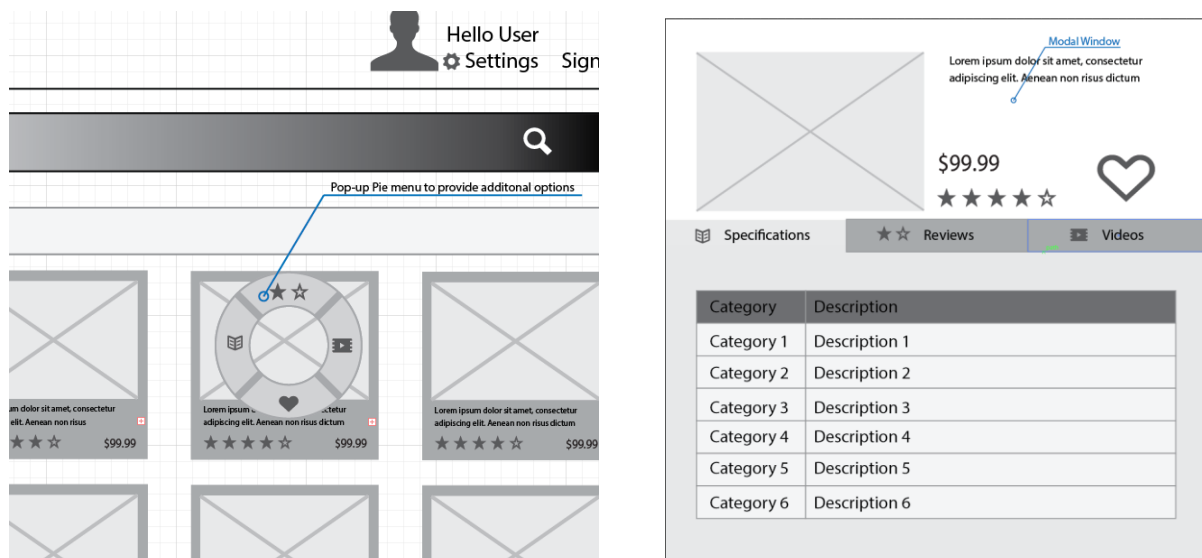 Hello User
Settings
Sign
Pop-up Pie menu to provide additonal options
um dolor sit amet, consectetur
elit. Aenean non risus
$99.99
Lorem ipsum
ctetur
adipiscing elit. Aenean non risus dictum
$99.99
Lorem ipsum dolor sit amet, consectetur
adipiscing elit. Aenean non risus dictum
$99.99
Modal Window
Lorem ipsum dolor sit amet, consectetur
adipiscing elit. Aenean non risus dictum
$99.99
Specifications
Reviews
Videos
Category Description
Category 1 Description 1
Category 2 Description 2
Category 3 Description 3
Category 4 Description 4
Category 5 Description 5
Category 6 Description 6